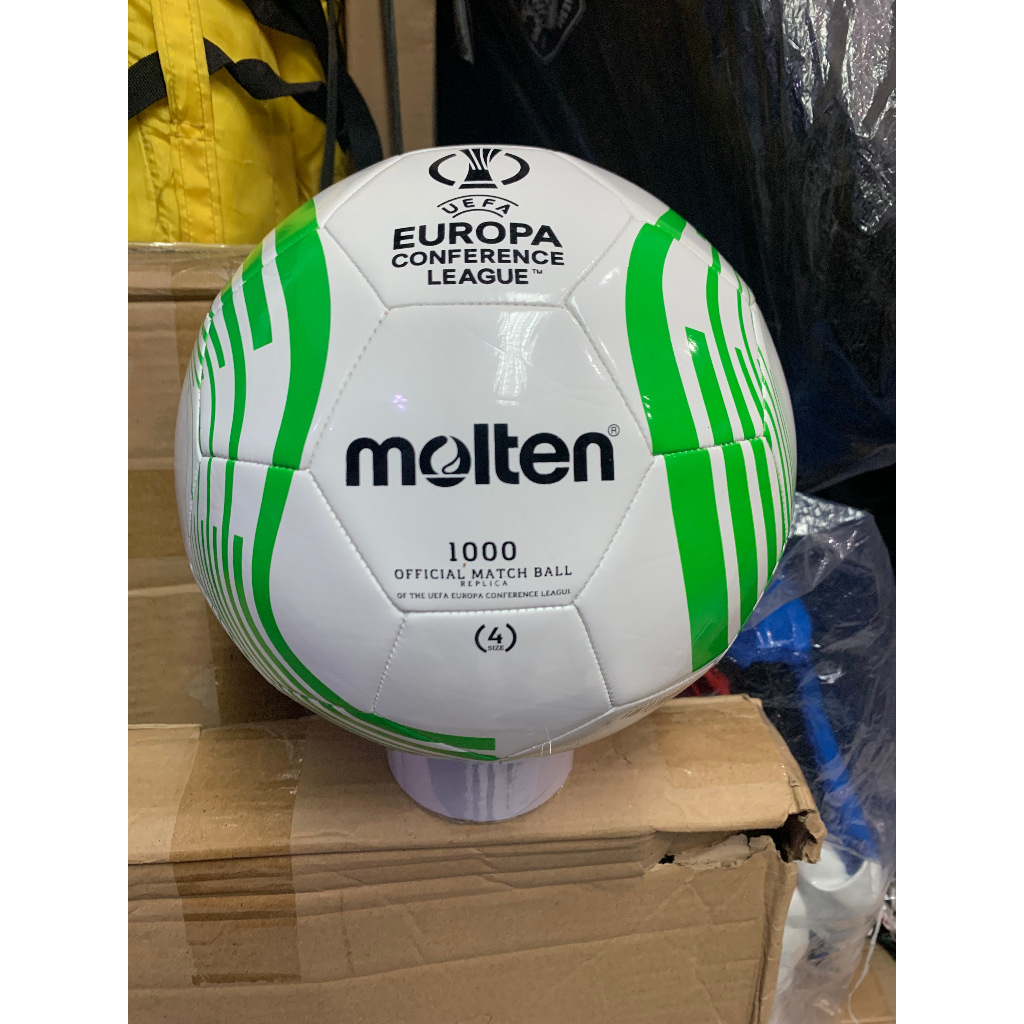 UEFA
EUROPA
CONFERENCE
LEAGUE™
molten®
1000
OFFICIAL MATCH BALL
REPLICA
OF THE UEFA EUROPA CONFERENCE LEAGUE
(4)
SIZE